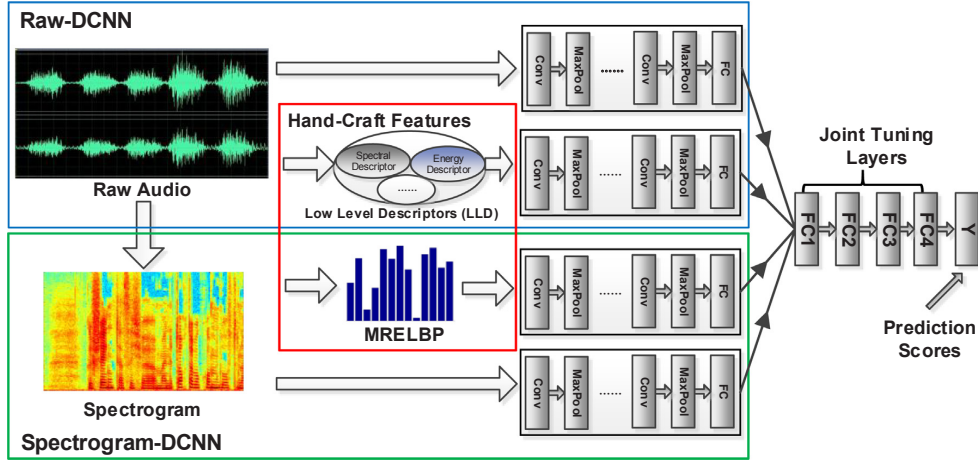 Raw-DCNN
Raw Audio
Hand-Craft Features
Spectral
Descriptor
Energy
Descriptor
......
Low Level Descriptors (LLD)
Conv
MaxPool
......
Conv
MaxPool
FC
Conv
MaxPool
......
Conv
MaxPool
FC
Spectrogram
Spectrogram-DCNN
MRELBP
Conv
MaxPool
......
Conv
MaxPool
FC
Conv
MaxPool
......
Conv
MaxPool
FC
Joint Tuning
Layers
FC1
FC2
FC3
FC4
Y
Prediction
Scores